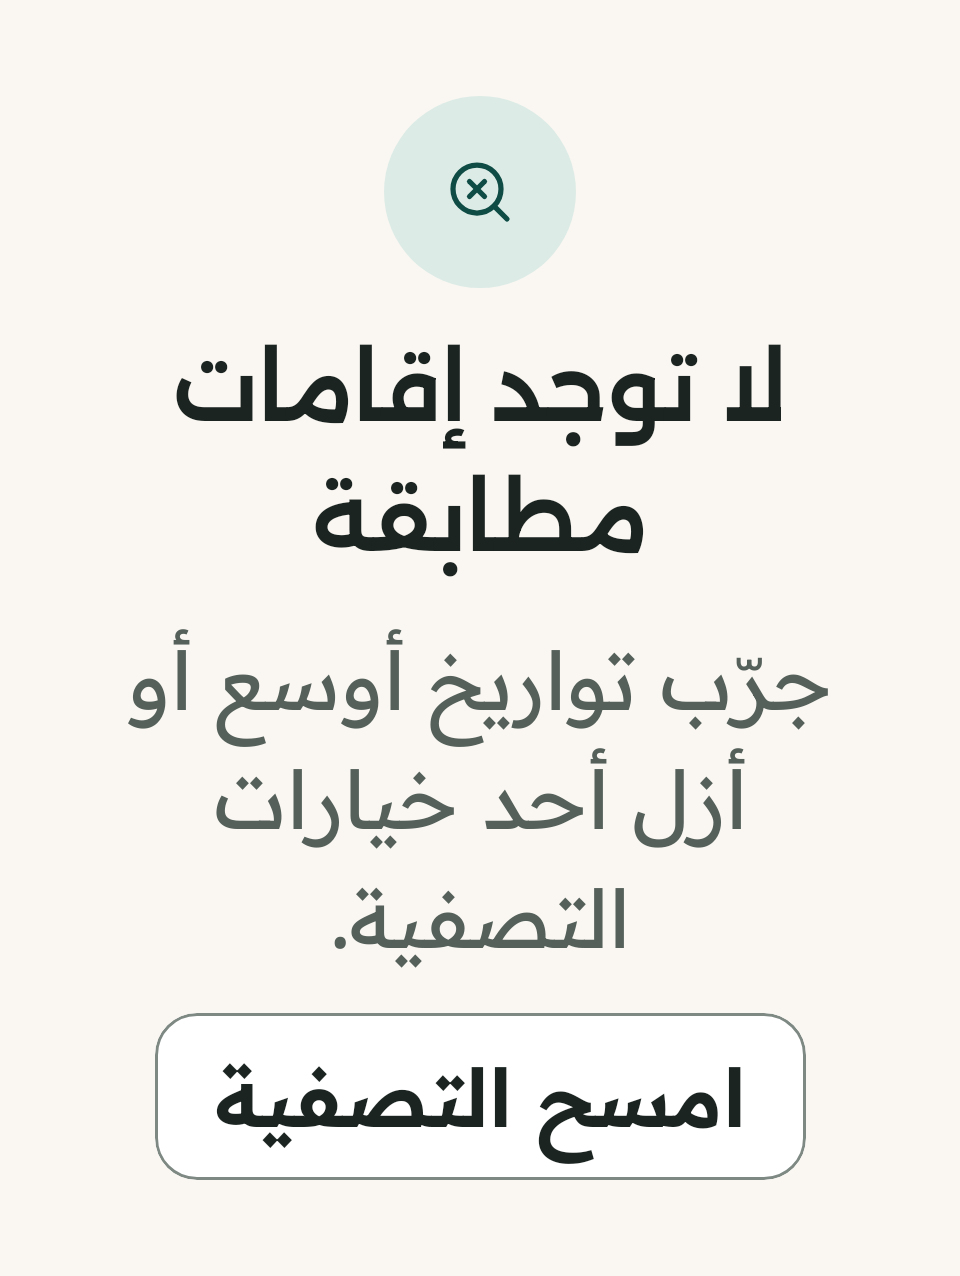 لا توجد إقامات
مطابقة
جرّب تواريخ أوسع أو
أزل أحد خيارات
التصفية.
امسح التصفية